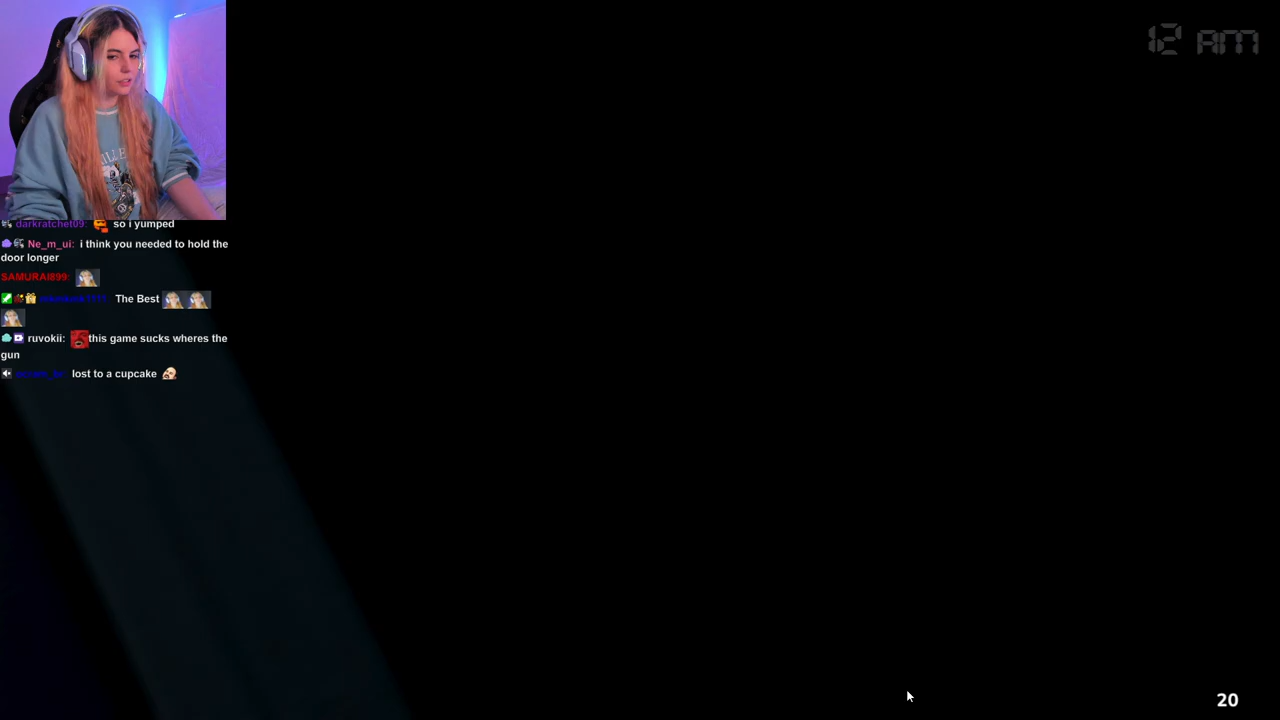 12 AM
darkratchet09: so i yumped
Ne_m_ui: i think you needed to hold the
door longer
SAMURAI899:
The Best
ruvokii: this game sucks wheres the
gun
lost to a cupcake
20